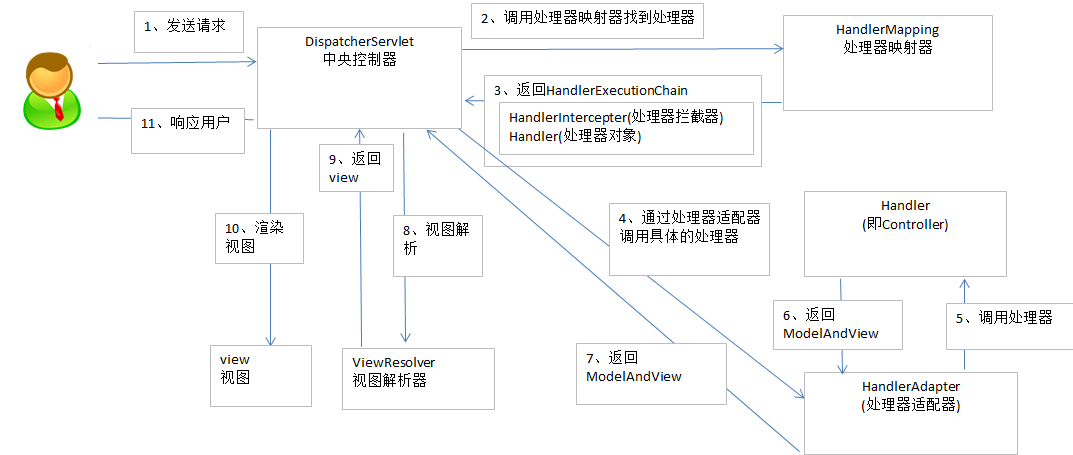 1、发送请求
DispatcherServlet
中央控制器
2、调用处理器映射器找到处理器
HandlerMapping
处理器映射器
3、返回HandlerExecutionChain
HandlerIntercepter(处理器拦截器)
Handler(处理器对象)
11、响应用户
9、返回
view
10、渲染
视图
8、视图解
析
4、通过处理器适配器
调用具体的处理器
Handler
(即Controller)
6、返回
ModelAndView
5、调用处理器
7、返回
ModelAndView
view
视图
ViewResolver
视图解析器
HandlerAdapter
(处理器适配器)